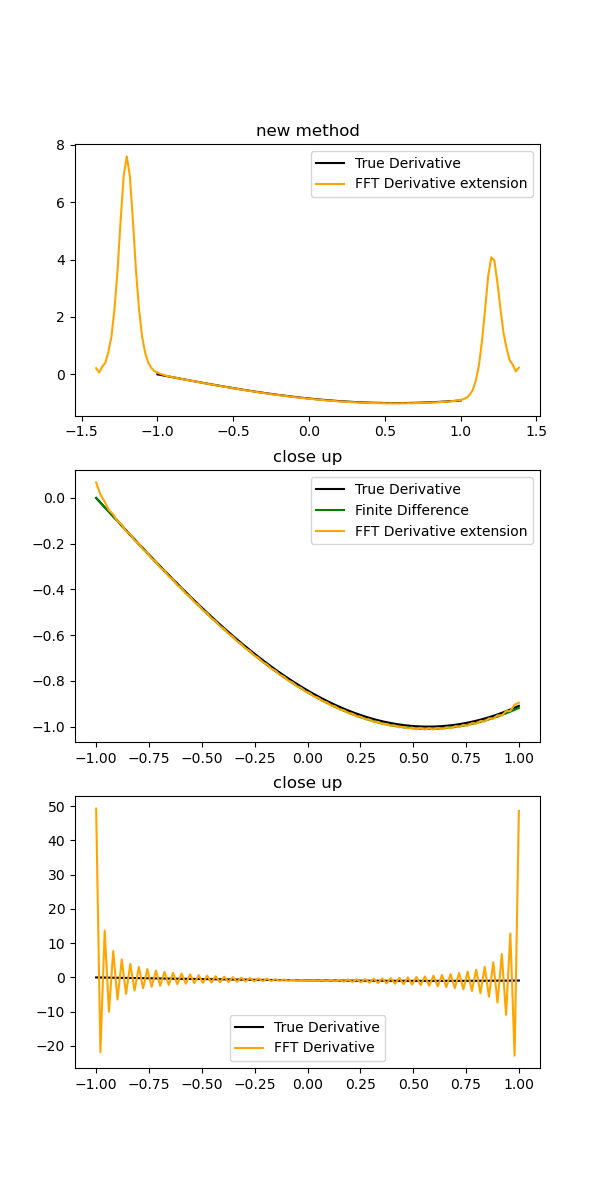 new method
8
6
4
2
0
True Derivative
FFT Derivative extension
−1.5 −1.0 −0.5 0.0 0.5 1.0 1.5
close up
0.0
−0.2
−0.4
−0.6
−0.8
−1.0
True Derivative
Finite Difference
FFT Derivative extension
−1.00 −0.75 −0.50 −0.25 0.00 0.25 0.50 0.75 1.00
close up
50
40
30
20
10
0
−10
−20
True Derivative
FFT Derivative
−1.00 −0.75 −0.50 −0.25 0.00 0.25 0.50 0.75 1.00